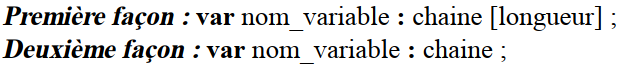 Première façon : var nom_variable : chaine [longueur] ;
Deuxième façon : var nom_variable : chaine ;